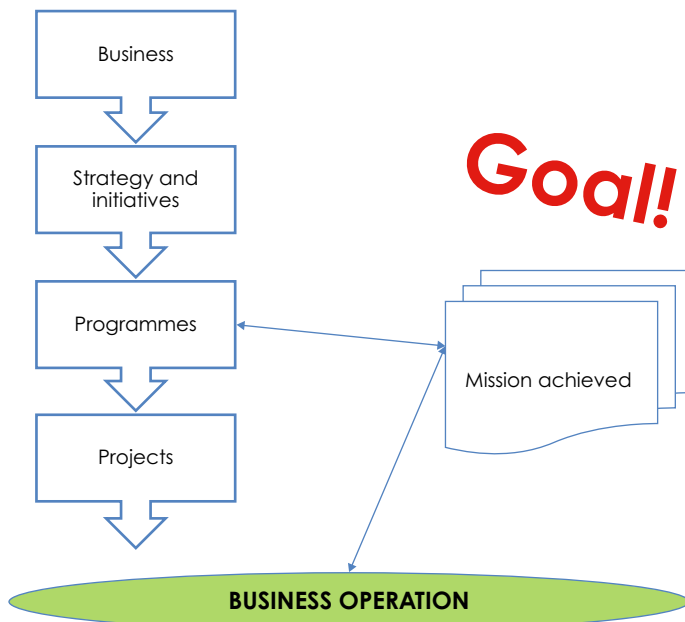 Business
Goal!
Strategy and
initiatives
Programmes
Mission achieved
Projects
BUSINESS OPERATION